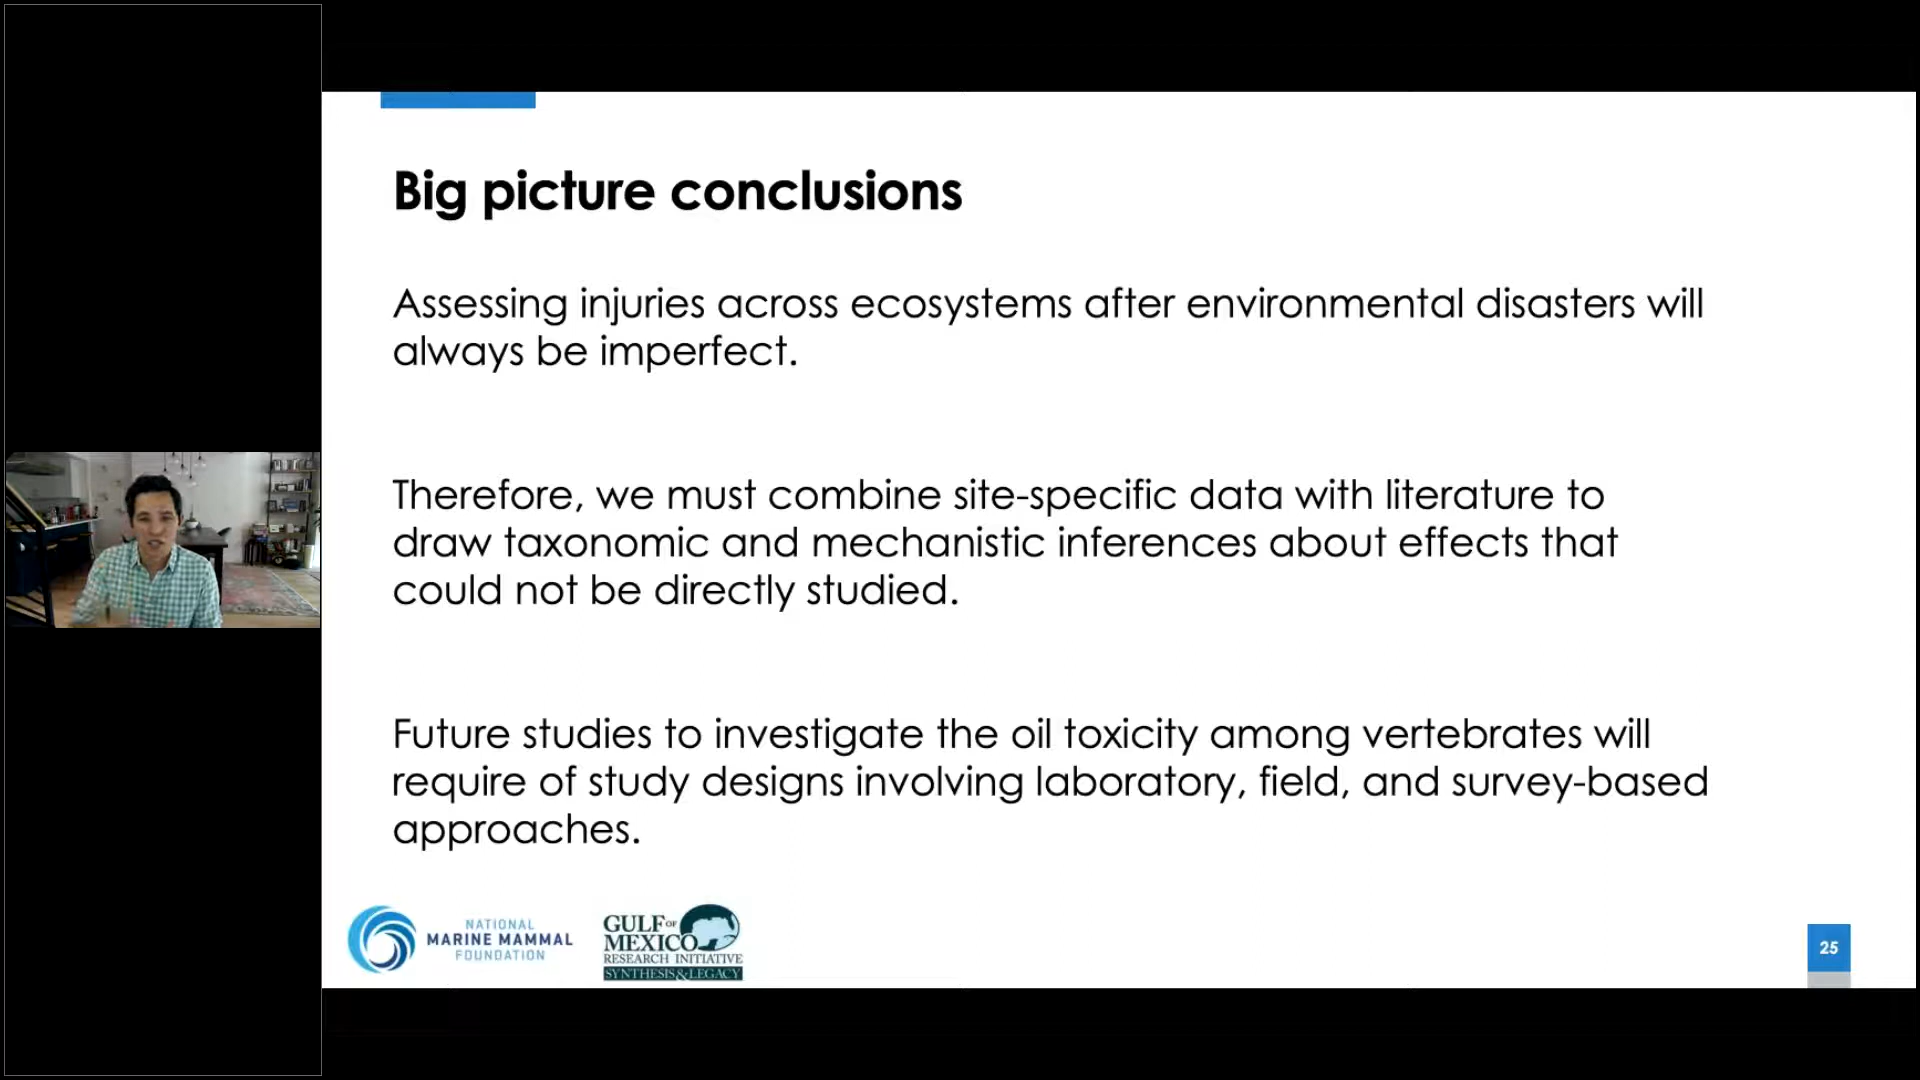 Big picture conclusions
Assessing injuries across ecosystems after environmental disasters will
always be imperfect.
Therefore, we must combine site-specific data with literature to
draw taxonomic and mechanistic inferences about effects that
could not be directly studied.
Future studies to investigate the oil toxicity among vertebrates will
require of study designs involving laboratory, field, and survey-based
approaches.
NATIONAL
MARINE MAMMAL
FOUNDATION
GULF OF
MEXICO
RESEARCH INITIATIVE
SYNTHESIS & LEGACY
25